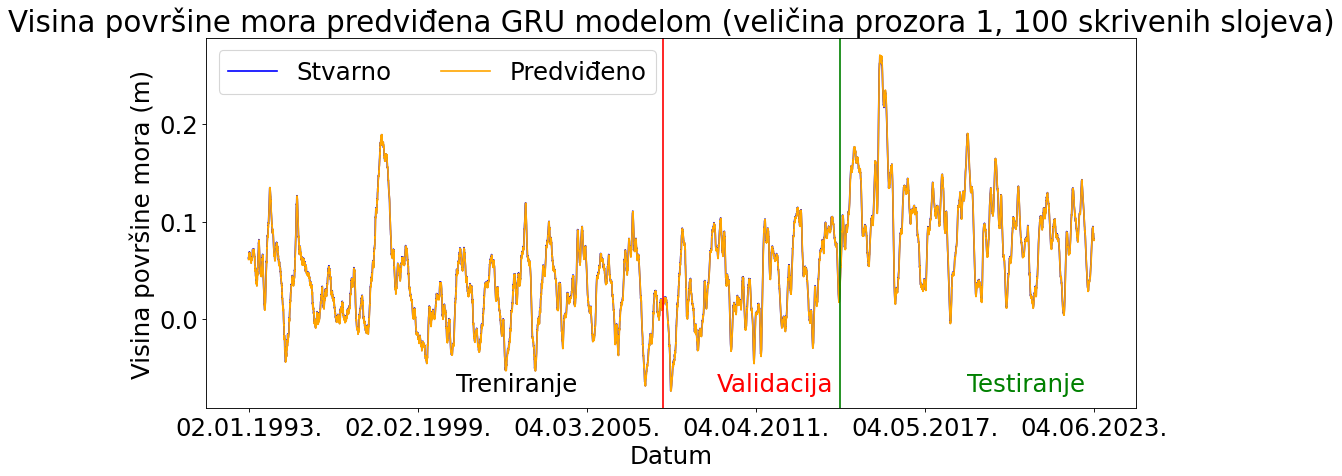 Visina površine mora predviđena GRU modelom (veličina prozora 1, 100 skrivenih slojeva)
Stvarno Predviđeno
Visina površine mora (m)
0.2
0.1
0.0
Treniranje Validacija Testiranje
02.01.1993. 02.02.1999. 04.03.2005. 04.04.2011. 04.05.2017. 04.06.2023.
Datum